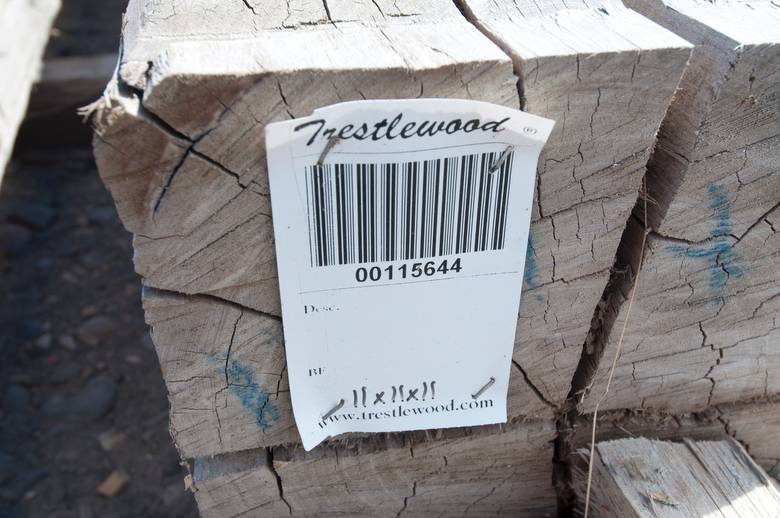 Trestlewood ®
00115644
Desc.
BF
11x11x11
www.trestlewood.com